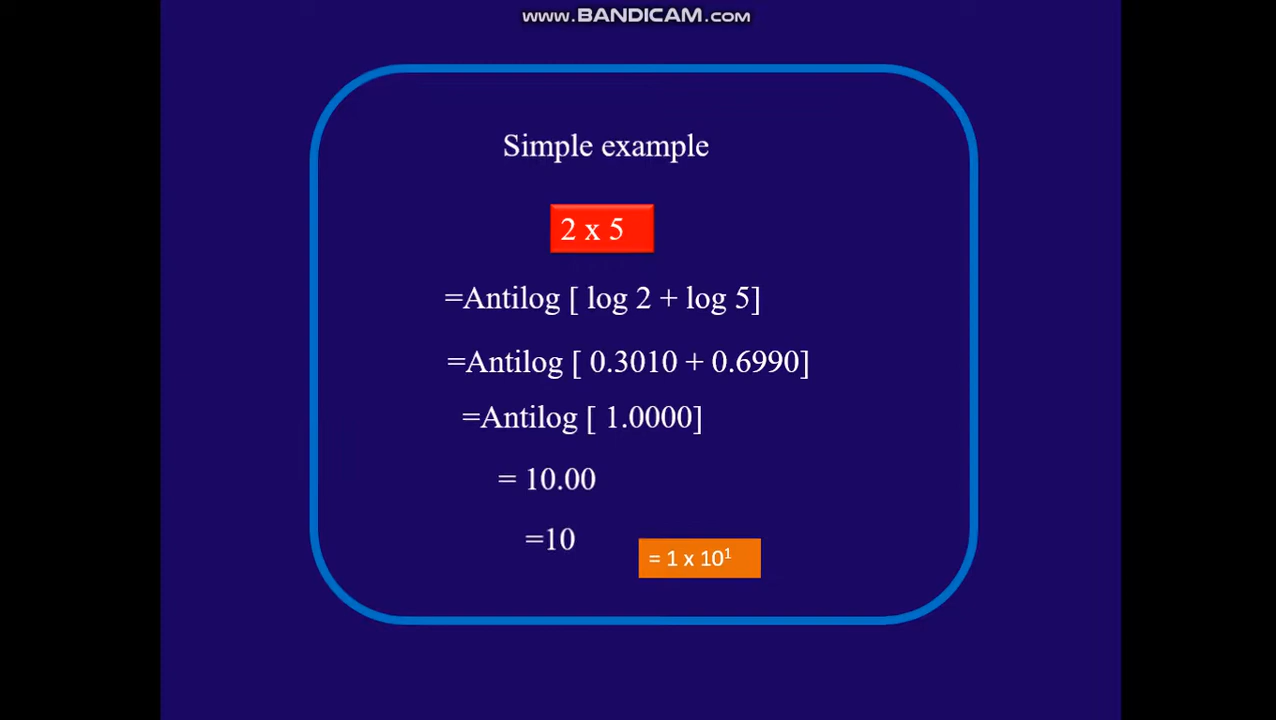 www.BANDICAM.com
Simple example
2 x 5
=Antilog [ log 2 + log 5]
=Antilog [ 0.3010 + 0.6990]
=Antilog [ 1.0000]
= 10.00
=10
= 1 x 10¹